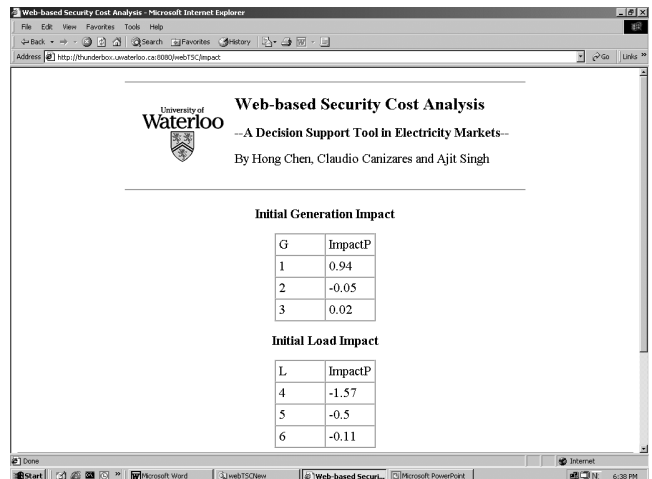 Web-based Security Cost Analysis - Microsoft Internet Explorer
File Edit View Favorites Tools Help
Back Search Favorites History
Address http://thunderbox.uwaterloo.ca:8080/webTSC/impact Go Links »
University of
Waterloo
Web-based Security Cost Analysis
--A Decision Support Tool in Electricity Markets--
By Hong Chen, Claudio Canizares and Ajit Singh
Initial Generation Impact
G ImpactP
1 0.94
2 -0.05
3 0.02
Initial Load Impact
L ImpactP
4 -1.57
5 -0.5
6 -0.11
Done Internet
Start » Microsoft Word webTSCNew Web-based Securi... Microsoft PowerPoint 6:38 PM